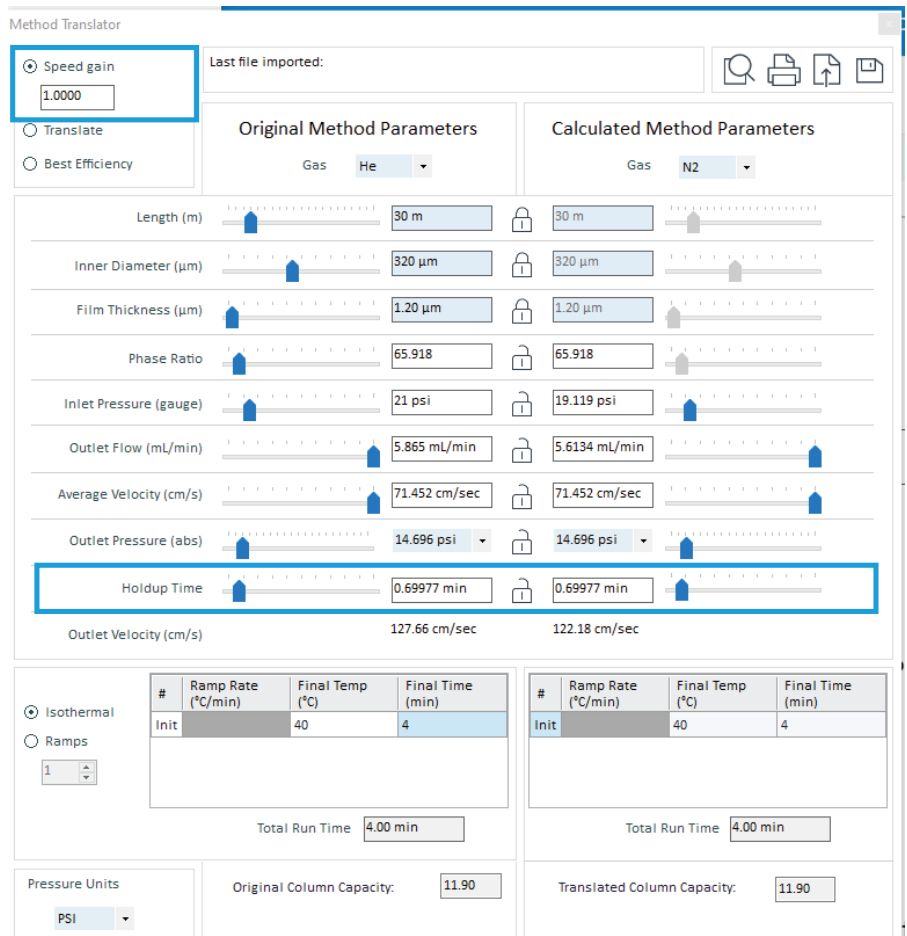 Method Translator
Speed gain
1.0000
Translate
Best Efficiency
Last file imported:
Original Method Parameters
Gas He
Calculated Method Parameters
Gas N2
Length (m) 30 m 30 m
Inner Diameter (μm) 320 μm 320 μm
Film Thickness (μm) 1.20 μm 1.20 μm
Phase Ratio 65.918 65.918
Inlet Pressure (gauge) 21 psi 19.119 psi
Outlet Flow (mL/min) 5.865 mL/min 5.6134 mL/min
Average Velocity (cm/s) 71.452 cm/sec 71.452 cm/sec
Outlet Pressure (abs) 14.696 psi 14.696 psi
Holdup Time 0.69977 min 0.69977 min
Outlet Velocity (cm/s) 127.66 cm/sec 122.18 cm/sec
Isothermal
Ramps
1
# Ramp Rate (°C/min) Final Temp (°C) Final Time (min)
Init 40 4
Total Run Time 4.00 min
# Ramp Rate (°C/min) Final Temp (°C) Final Time (min)
Init 40 4
Total Run Time 4.00 min
Pressure Units
PSI
Original Column Capacity: 11.90
Translated Column Capacity: 11.90